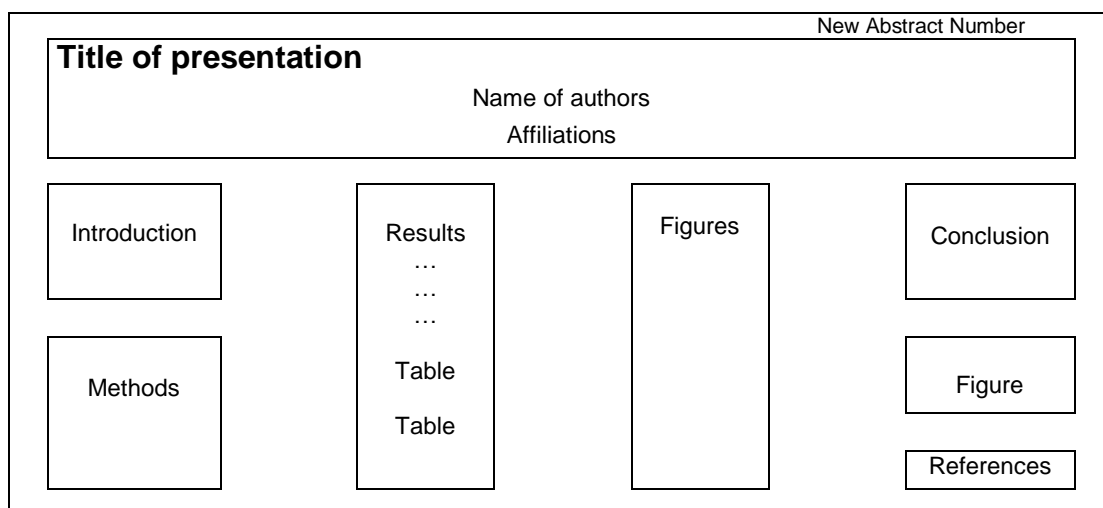 New Abstract Number
Title of presentation
Name of authors
Affiliations
Introduction
Methods
Results
…
…
…
Table
Table
Figures
Conclusion
Figure
References